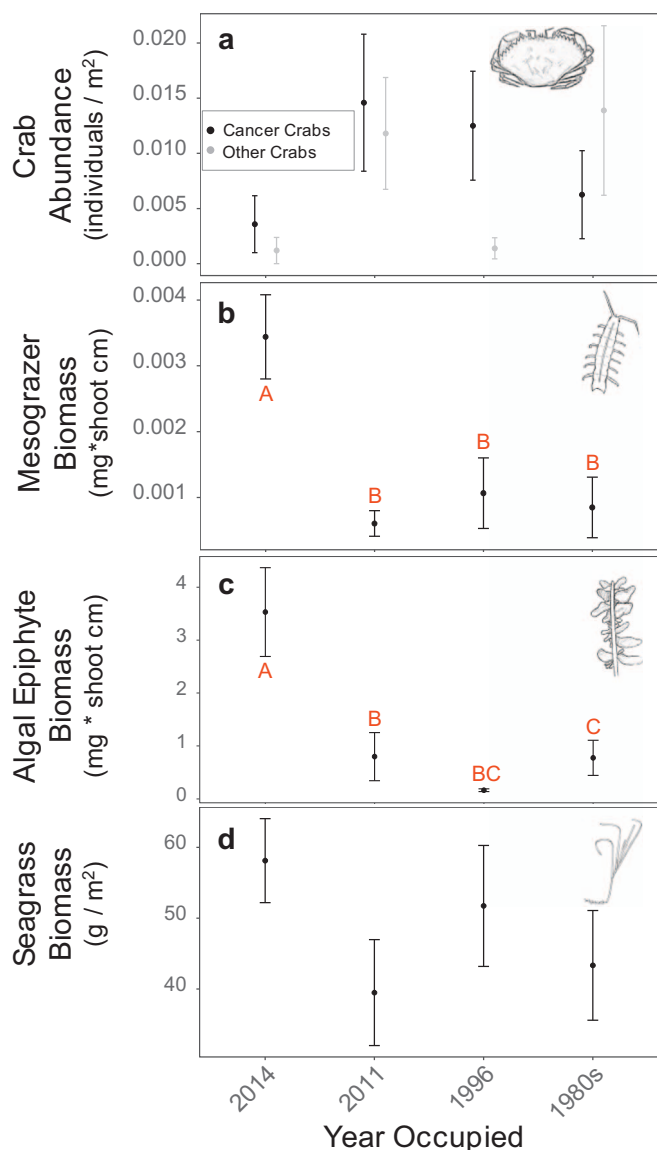 a
Crab
Abundance
(individuals / m²)
0.020
0.015
0.010
0.005
0.000
Cancer Crabs
Other Crabs
b
Mesograzer
Biomass
(mg*shoot cm)
0.004
0.003
0.002
0.001
A
B
B
B
c
Algal Epiphyte
Biomass
(mg * shoot cm)
4
3
2
1
0
A
B
BC
C
d
Seagrass
Biomass
(g / m²)
60
50
40
2014
2011
1996
1980s
Year Occupied